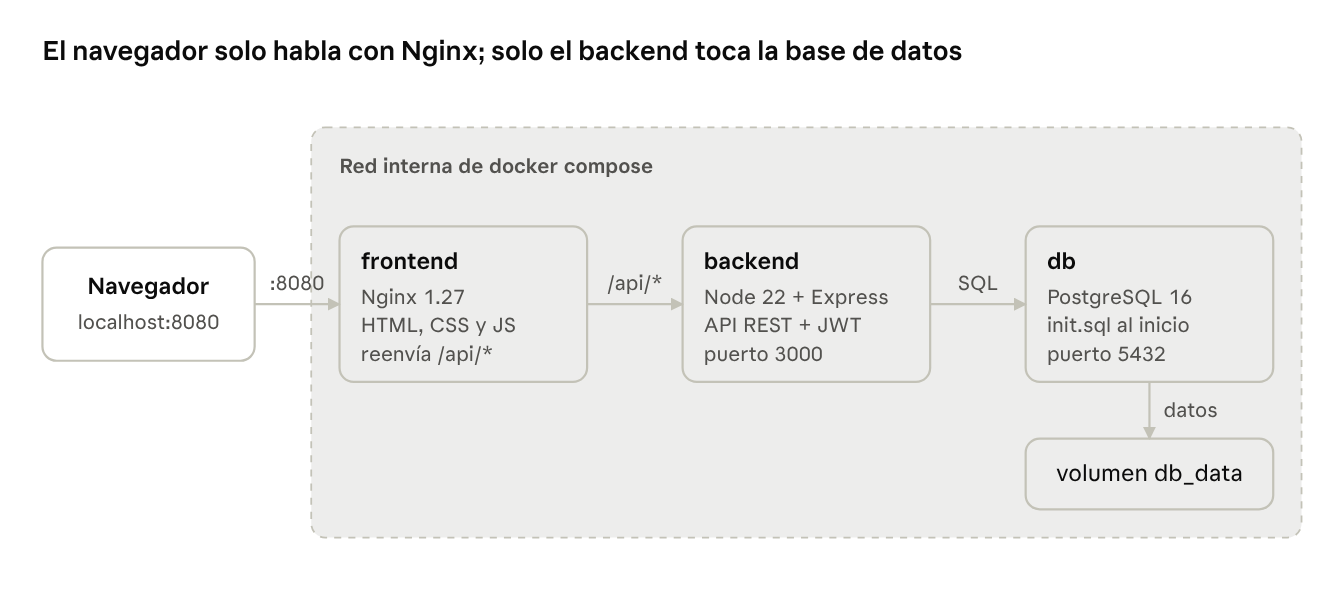 El navegador solo habla con Nginx; solo el backend toca la base de datos
Red interna de docker compose
Navegador
localhost:8080
:8080
frontend
Nginx 1.27
HTML, CSS y JS
reenvía /api/*
/api/*
backend
Node 22 + Express
API REST + JWT
puerto 3000
SQL
db
PostgreSQL 16
init.sql al inicio
puerto 5432
datos
volumen db_data